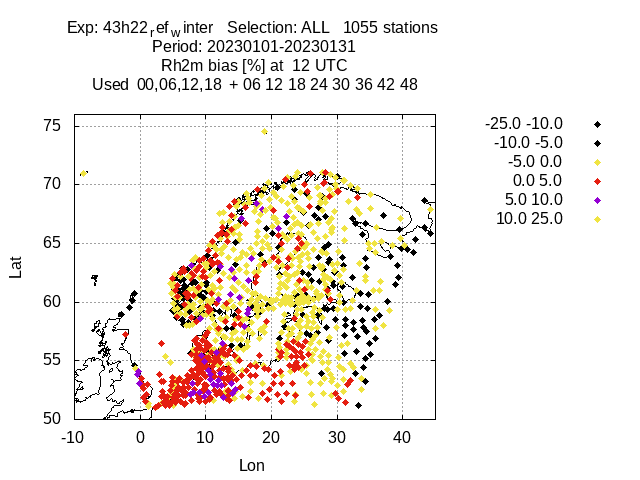 Exp: 43h22refwinter   Selection: ALL   1055 stations
Period: 20230101-20230131
Rh2m bias [%] at  12 UTC
Used  00,06,12,18  + 06 12 18 24 30 36 42 48
-25.0 -10.0
-10.0 -5.0
-5.0 0.0
0.0 5.0
5.0 10.0
10.0 25.0
75
70
65
60
55
50
Lat
-10 0 10 20 30 40
Lon